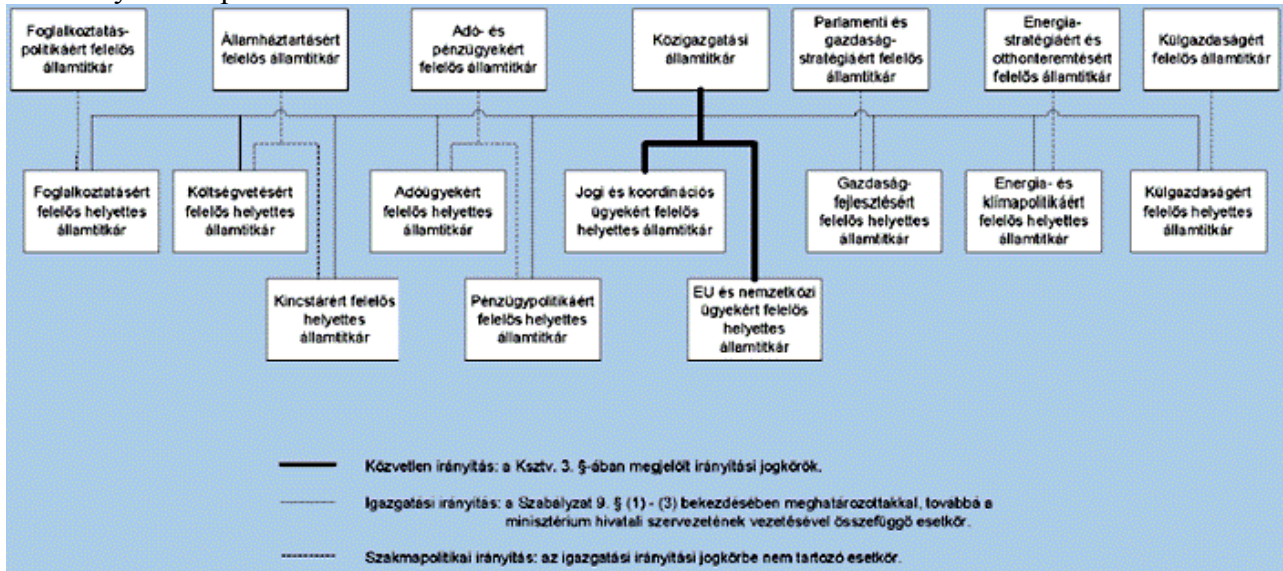 Foglalkoztatás-
politikáért felelős
államtitkár
Államháztartásért
felelős államtitkár
Adó- és
pénzügyekért
felelős államtitkár
Közigazgatási
államtitkár
Parlamenti és
gazdaság-
stratégiáért felelős
államtitkár
Energia-
stratégiáért és
otthonteremtésért
felelős államtitkár
Külgazdaságért
felelős államtitkár
Foglalkoztatásért
felelős helyettes
államtitkár
Költségvetésért
felelős helyettes
államtitkár
Adóügyekért
felelős helyettes
államtitkár
Jogi és koordinációs
ügyekért felelős
helyettes államtitkár
Gazdaság-
fejlesztésért
felelős helyettes
államtitkár
Energia- és
klímapolitikáért
felelős helyettes
államtitkár
Külgazdaságért
felelős helyettes
államtitkár
Kincstárért felelős
helyettes
államtitkár
Pénzügypolitikáért
felelős helyettes
államtitkár
EU és nemzetközi
ügyekért felelős
helyettes
államtitkár
Közvetlen irányítás: a Ksztv. 3. §-ában megjelölt irányítási jogkörök.
Igazgatási irányítás: a Szabályzat 9. § (1) - (3) bekezdésében meghatározottakkal, továbbá a
minisztérium hivatali szervezetének vezetésével összefüggő esetkör.
Szakmapolitikai irányítás: az igazgatási irányítási jogkörbe nem tartozó esetkör.